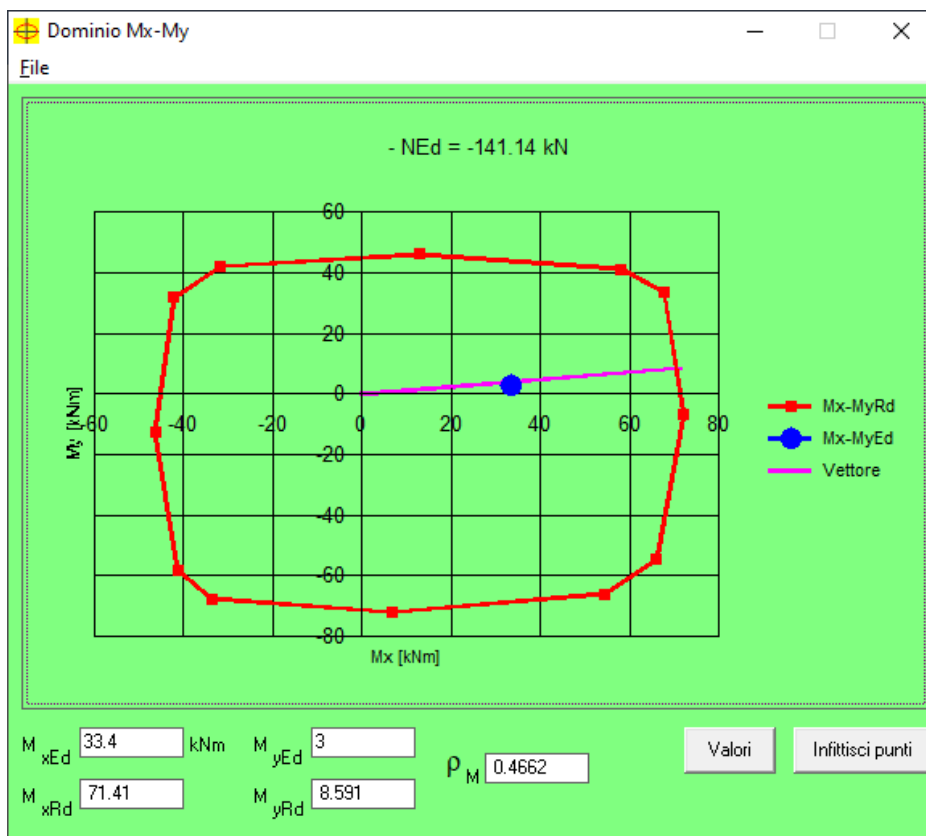 Dominio Mx-My
File
- NEd = -141.14 kN
60
40
20
0
-60 -40 -20 0 20 40 60 80
-20
-40
-60
-80
My [kNm]
Mx [kNm]
Mx-MyRd
Mx-MyEd
Vettore
M xEd 33.4 kNm M yEd 3
ρ M 0.4662
M xRd 71.41 M yRd 8.591
Valori
Infittisci punti